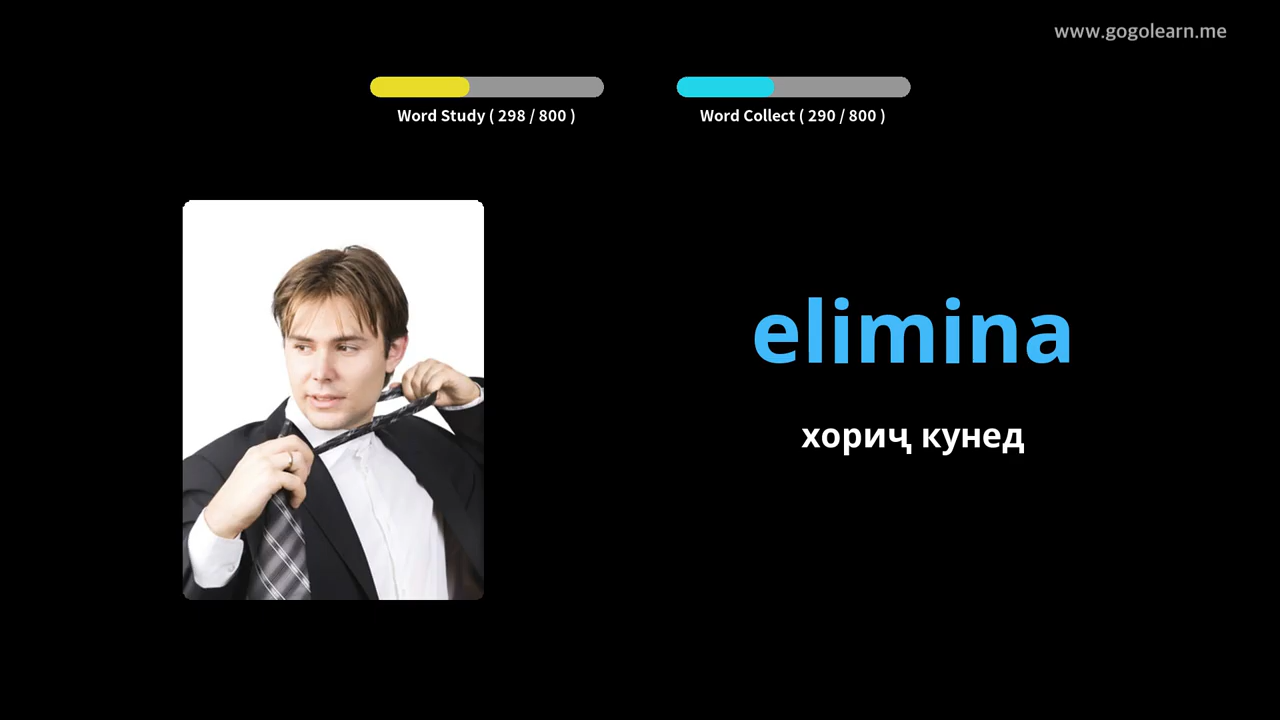 www.gogolearn.me
Word Study ( 298 / 800 )
Word Collect ( 290 / 800 )
elimina
хориҷ кунед